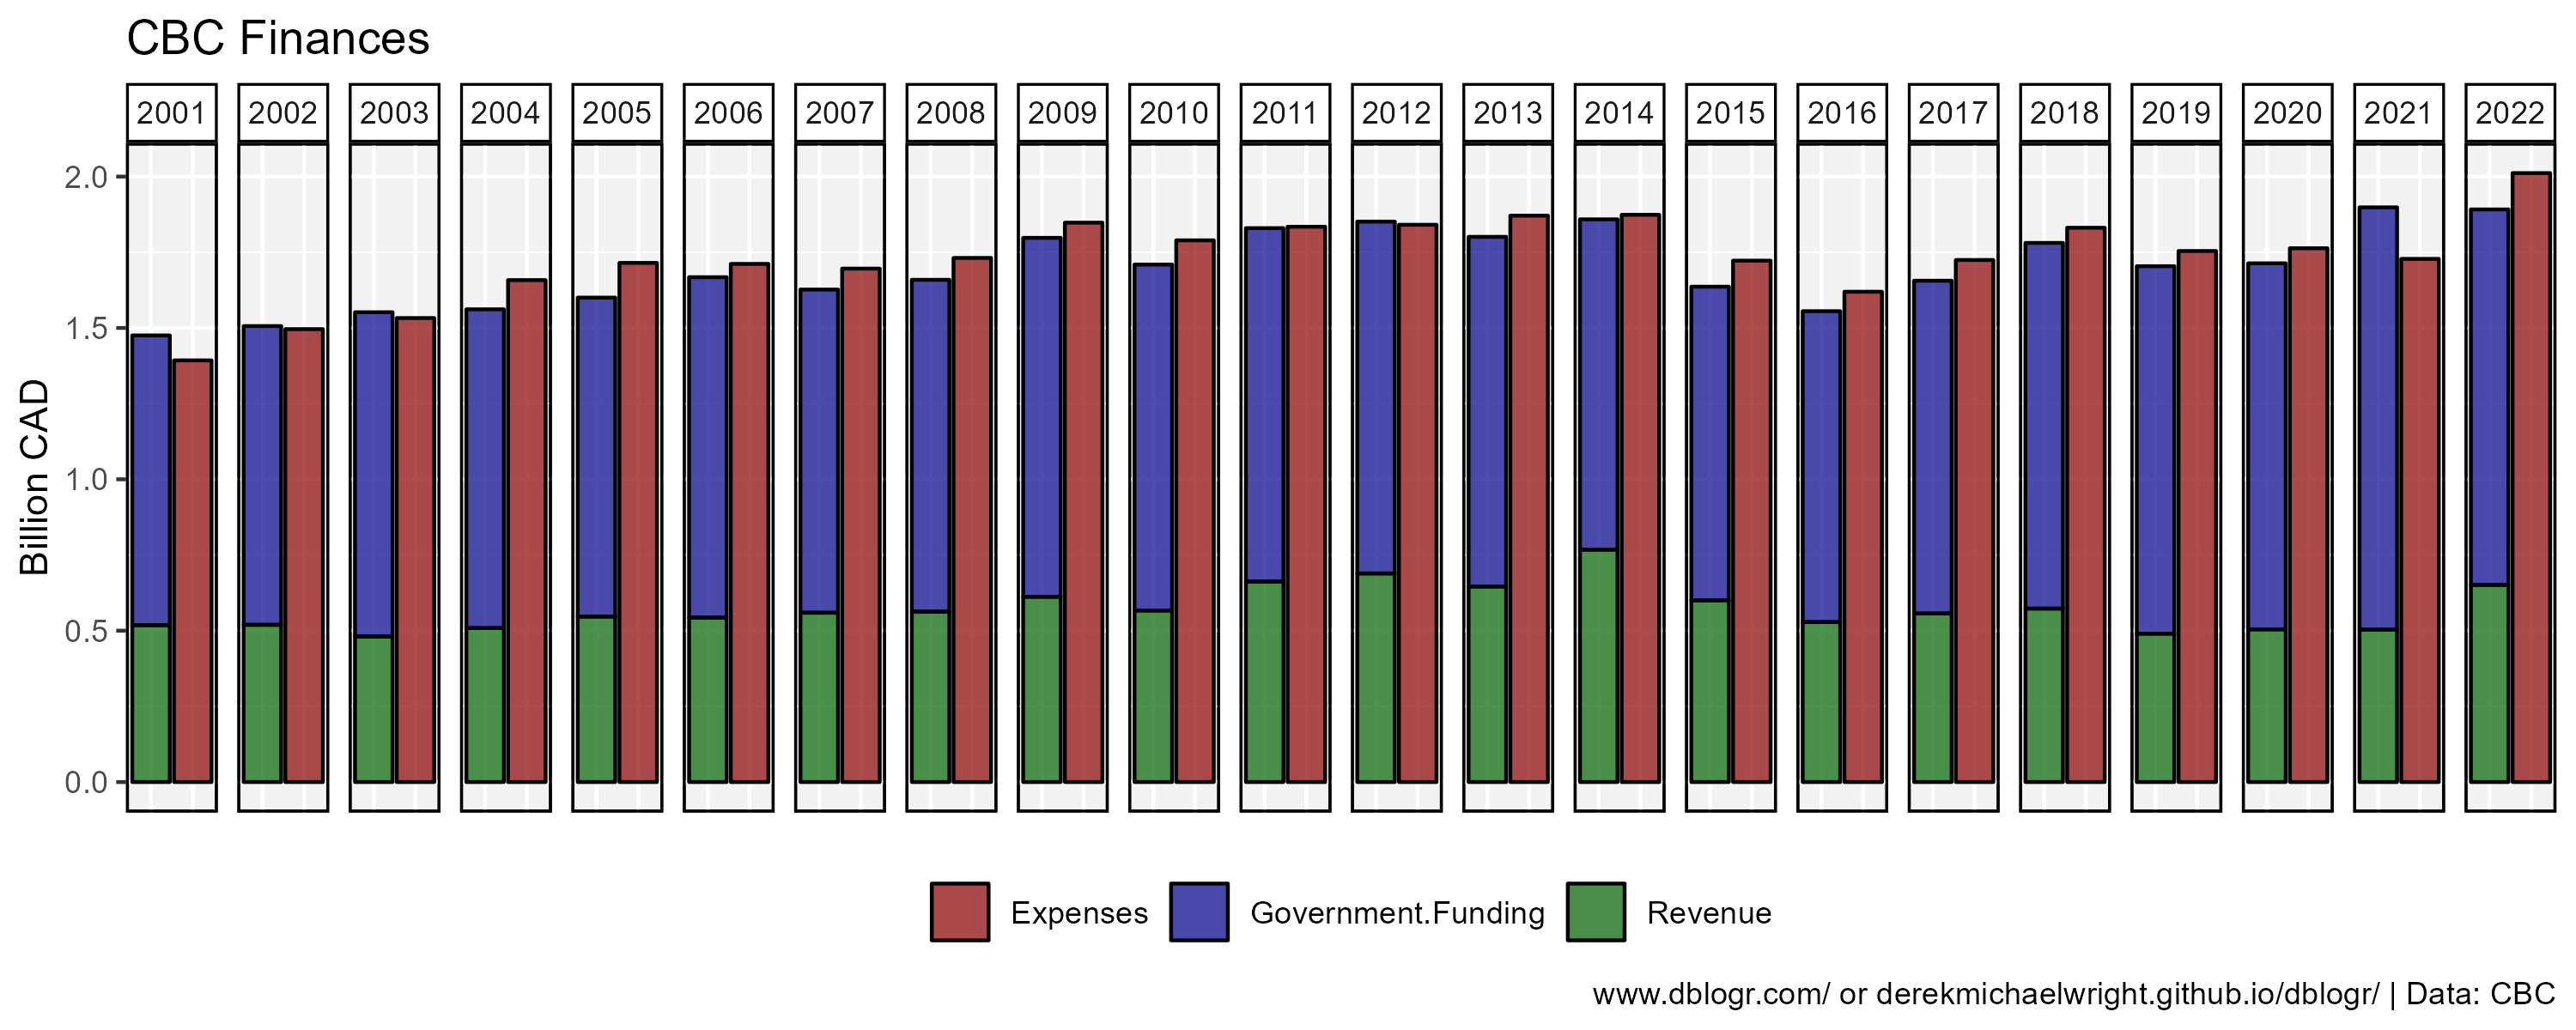 CBC Finances
2001 2002 2003 2004 2005 2006 2007 2008 2009 2010 2011 2012 2013 2014 2015 2016 2017 2018 2019 2020 2021 2022
2.0
1.5
1.0
0.5
0.0
Billion CAD
Expenses Government.Funding Revenue
www.dblogr.com/ or derekmichaelwright.github.io/dblogr/ | Data: CBC